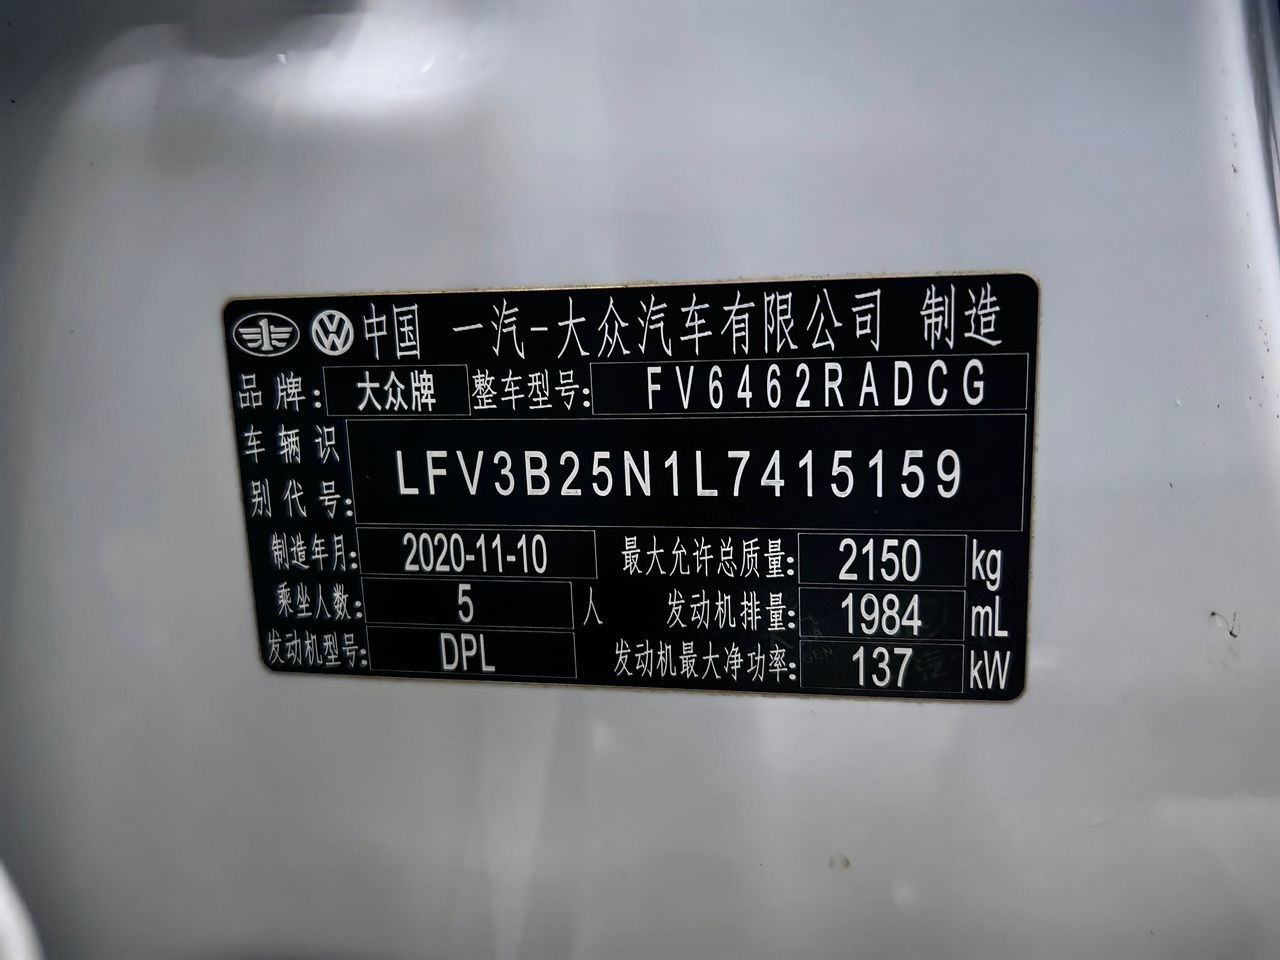 中国 一汽-大众汽车有限公司 制造
品牌: 大众牌 整车型号: FV6462RADCG
车辆识
别代号: LFV3B25N1L7415159
制造年月: 2020-11-10 最大允许总质量: 2150 kg
乘坐人数: 5 人 发动机排量: 1984 mL
发动机型号: DPL 发动机最大净功率: 137 kW